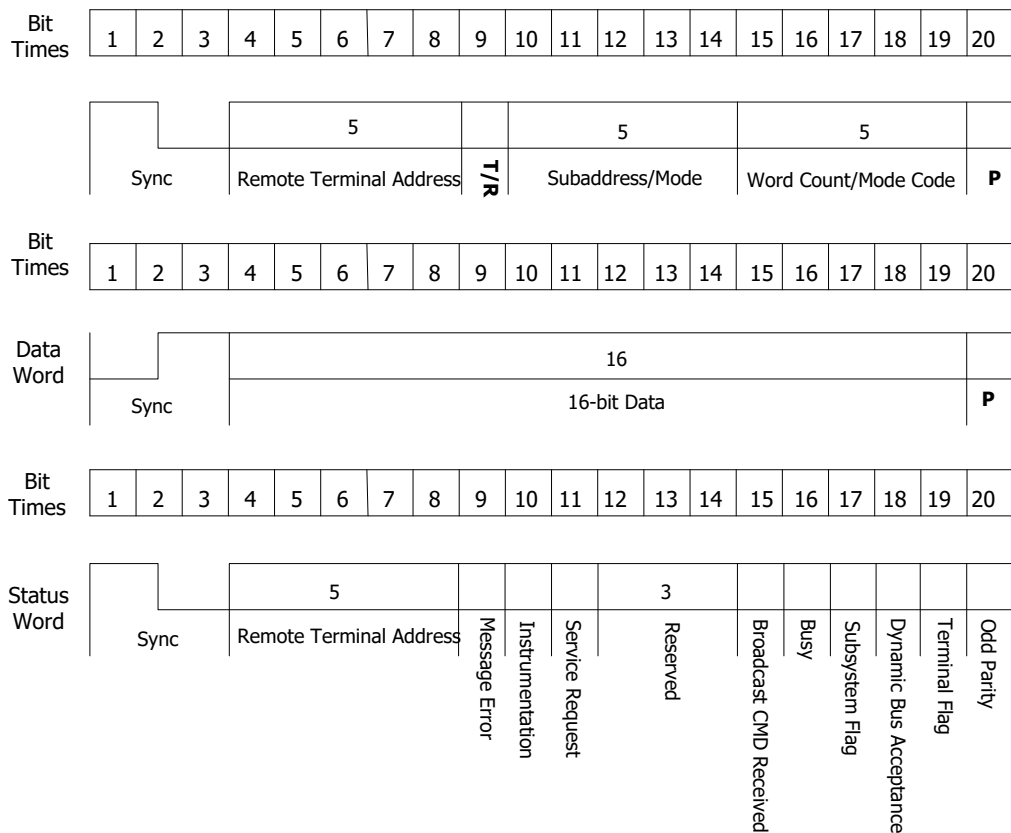 Bit
Times
1 2 3 4 5 6 7 8 9 10 11 12 13 14 15 16 17 18 19 20
5 5 5
Sync Remote Terminal Address T/R Subaddress/Mode Word Count/Mode Code P
Bit
Times
1 2 3 4 5 6 7 8 9 10 11 12 13 14 15 16 17 18 19 20
Data
Word
16
Sync 16-bit Data P
Bit
Times
1 2 3 4 5 6 7 8 9 10 11 12 13 14 15 16 17 18 19 20
Status
Word
5 3
Sync Remote Terminal Address
Message Error
Instrumentation
Service Request
Reserved
Broadcast CMD Received
Busy
Subsystem Flag
Dynamic Bus Acceptance
Terminal Flag
Odd Parity